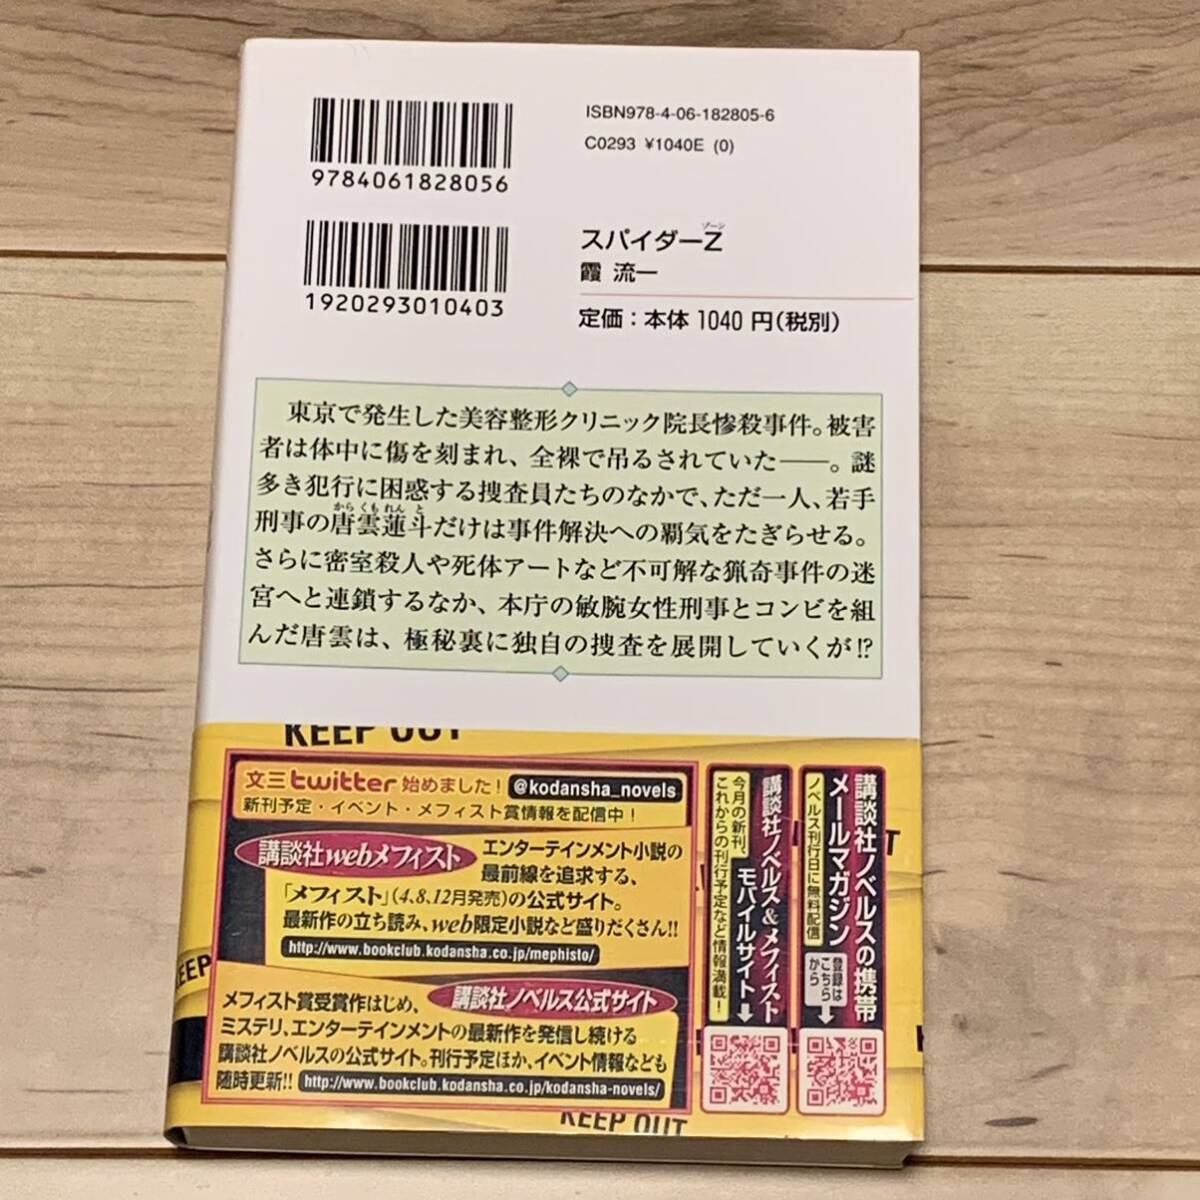 ISBN978-4-06-182805-6
C0293 ¥1040E (0)
9784061828056
1920293010403
ゾーン
スパイダーZ
霞 流一
定価：本体 1040 円（税別）
東京で発生した美容整形クリニック院長惨殺事件。被害
者は体中に傷を刻まれ、全裸で吊るされていた――。謎
多き犯行に困惑する捜査員たちのなかで、ただ一人、若手
から くも れん と
刑事の唐雲蓮斗だけは事件解決への覇気をたぎらせる。
さらに密室殺人や死体アートなど不可解な猟奇事件の迷
宮へと連鎖するなか、本庁の敏腕女性刑事とコンビを組
んだ唐雲は、極秘裏に独自の捜査を展開していくが!?
KEEP OUT
文三twitter 始めました！ @kodansha_novels
新刊予定・イベント・メフィスト賞情報を配信中！
講談社webメフィスト
エンターテインメント小説の
最前線を追求する、
「メフィスト」(4、8、12月発売)の公式サイト。
最新作の立ち読み、web限定小説など盛りだくさん!!
http://www.bookclub.kodansha.co.jp/mephisto/
メフィスト賞受賞作はじめ、
講談社ノベルス公式サイト
ミステリ、エンターテインメントの最新作を発信し続ける
講談社ノベルスの公式サイト。刊行予定ほか、イベント情報なども
随時更新!! http://www.bookclub.kodansha.co.jp/kodansha-novels/
講談社ノベルス&メフィスト
モバイルサイト
今月の新刊、
これからの刊行予定など情報満載！
講談社ノベルスの携帯
メールマガジン
ノベルス刊行日に無料配信
登録は
こちら
から
KEEP
KEEP OUT